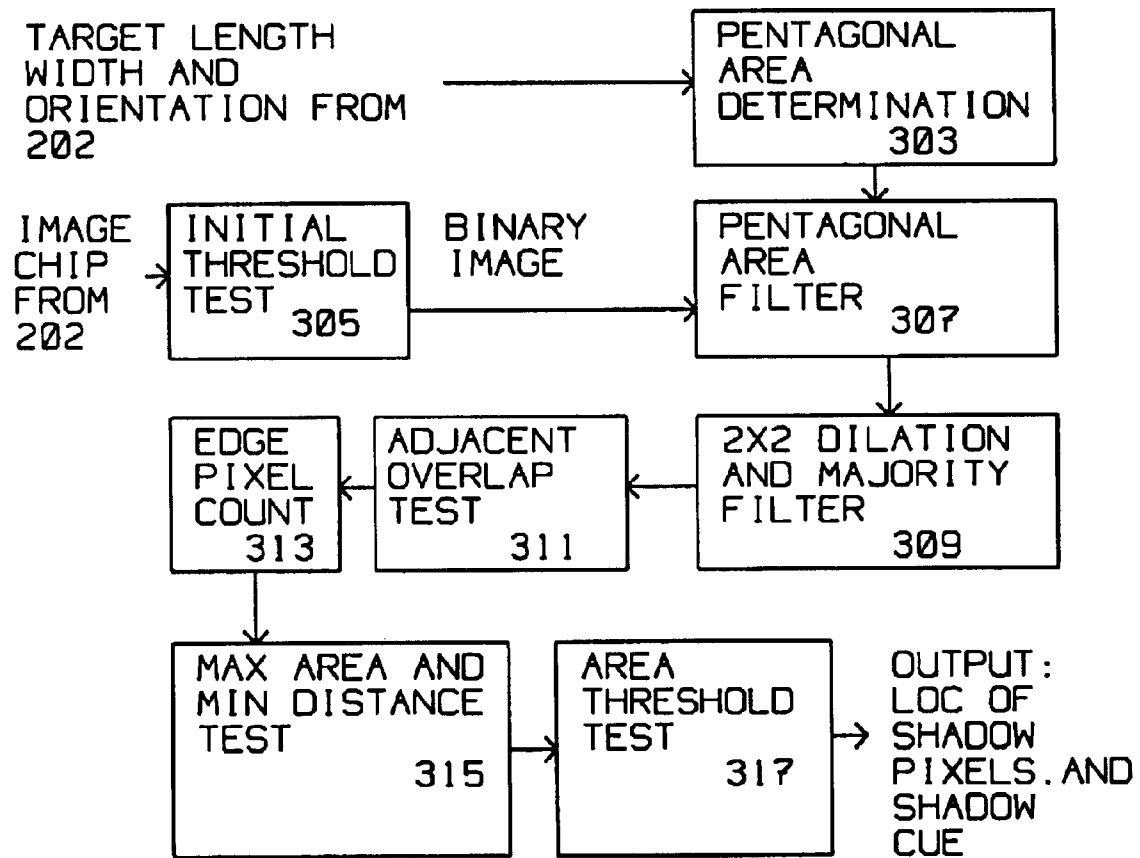 TARGET LENGTH
WIDTH AND
ORIENTATION FROM
202
PENTAGONAL
AREA
DETERMINATION
303
IMAGE
CHIP
FROM
202
INITIAL
THRESHOLD
TEST
305
BINARY
IMAGE
PENTAGONAL
AREA
FILTER
307
2X2 DILATION
AND MAJORITY
FILTER
309
ADJACENT
OVERLAP
TEST
311
EDGE
PIXEL
COUNT
313
MAX AREA AND
MIN DISTANCE
TEST
315
AREA
THRESHOLD
TEST
317
OUTPUT:
LOC OF
SHADOW
PIXELS.AND
SHADOW
CUE